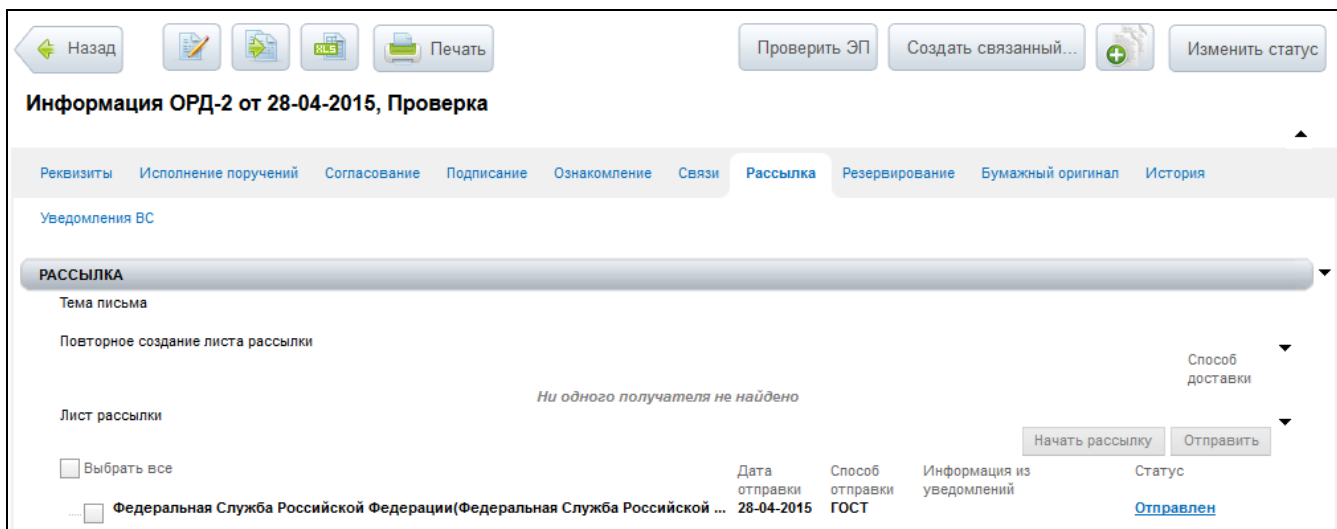 Назад
XLS
Печать
Проверить ЭП
Создать связанный...
Изменить статус
Информация ОРД-2 от 28-04-2015, Проверка
Реквизиты Исполнение поручений Согласование Подписание Ознакомление Связи Рассылка Резервирование Бумажный оригинал История
Уведомления ВС
РАССЫЛКА
Тема письма
Повторное создание листа рассылки
Способ
доставки
Ни одного получателя не найдено
Лист рассылки
Начать рассылку Отправить
Выбрать все
Дата
отправки
Способ
отправки
Информация из
уведомлений
Статус
Федеральная Служба Российской Федерации(Федеральная Служба Российской ... 28-04-2015 ГОСТ Отправлен